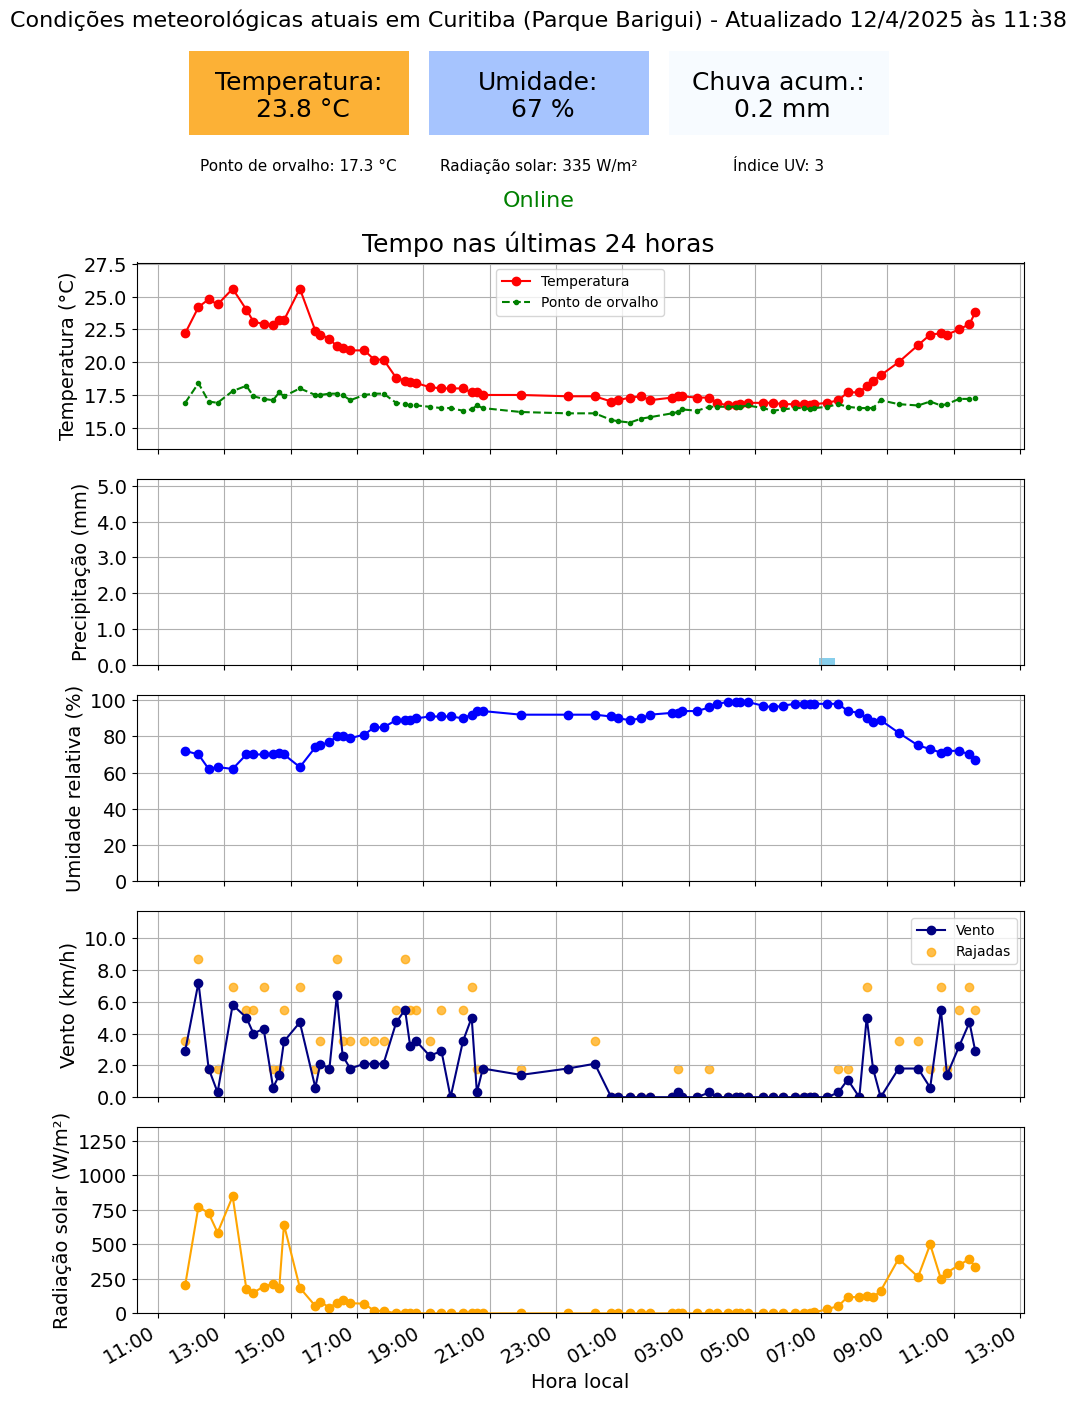 Condições meteorológicas atuais em Curitiba (Parque Barigui) - Atualizado 12/4/2025 às 11:38
Temperatura:
23.8 °C
Umidade:
67 %
Chuva acum.:
0.2 mm
Ponto de orvalho: 17.3 °C
Radiação solar: 335 W/m²
Índice UV: 3
Online
Tempo nas últimas 24 horas
Temperatura (°C)
27.5
25.0
22.5
20.0
17.5
15.0
Temperatura
Ponto de orvalho
Precipitação (mm)
5.0
4.0
3.0
2.0
1.0
0.0
Umidade relativa (%)
100
80
60
40
20
0
Vento (km/h)
10.0
8.0
6.0
4.0
2.0
0.0
Vento
Rajadas
Radiação solar (W/m²)
1250
1000
750
500
250
0
11:00
13:00
15:00
17:00
19:00
21:00
23:00
01:00
03:00
05:00
07:00
09:00
11:00
13:00
Hora local